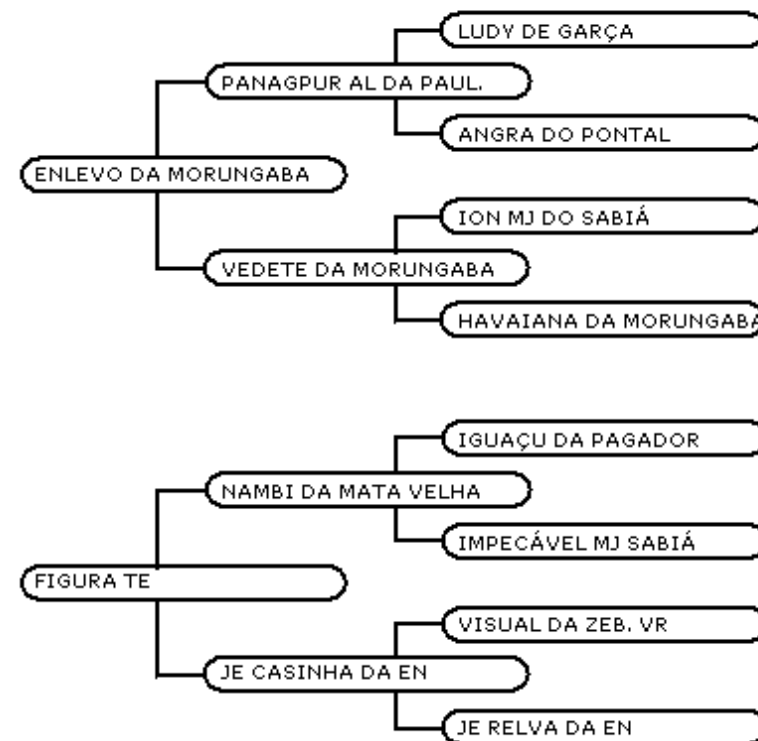 LUDY DE GARÇA
PANAGPUR AL DA PAUL.
ANGRA DO PONTAL
ENLEVO DA MORUNGABA
ION MJ DO SABIÁ
VEDETE DA MORUNGABA
HAVAIANA DA MORUNGABA
IGUAÇU DA PAGADOR
NAMBI DA MATA VELHA
IMPECÁVEL MJ SABIÁ
FIGURA TE
VISUAL DA ZEB. VR
JE CASINHA DA EN
JE RELVA DA EN